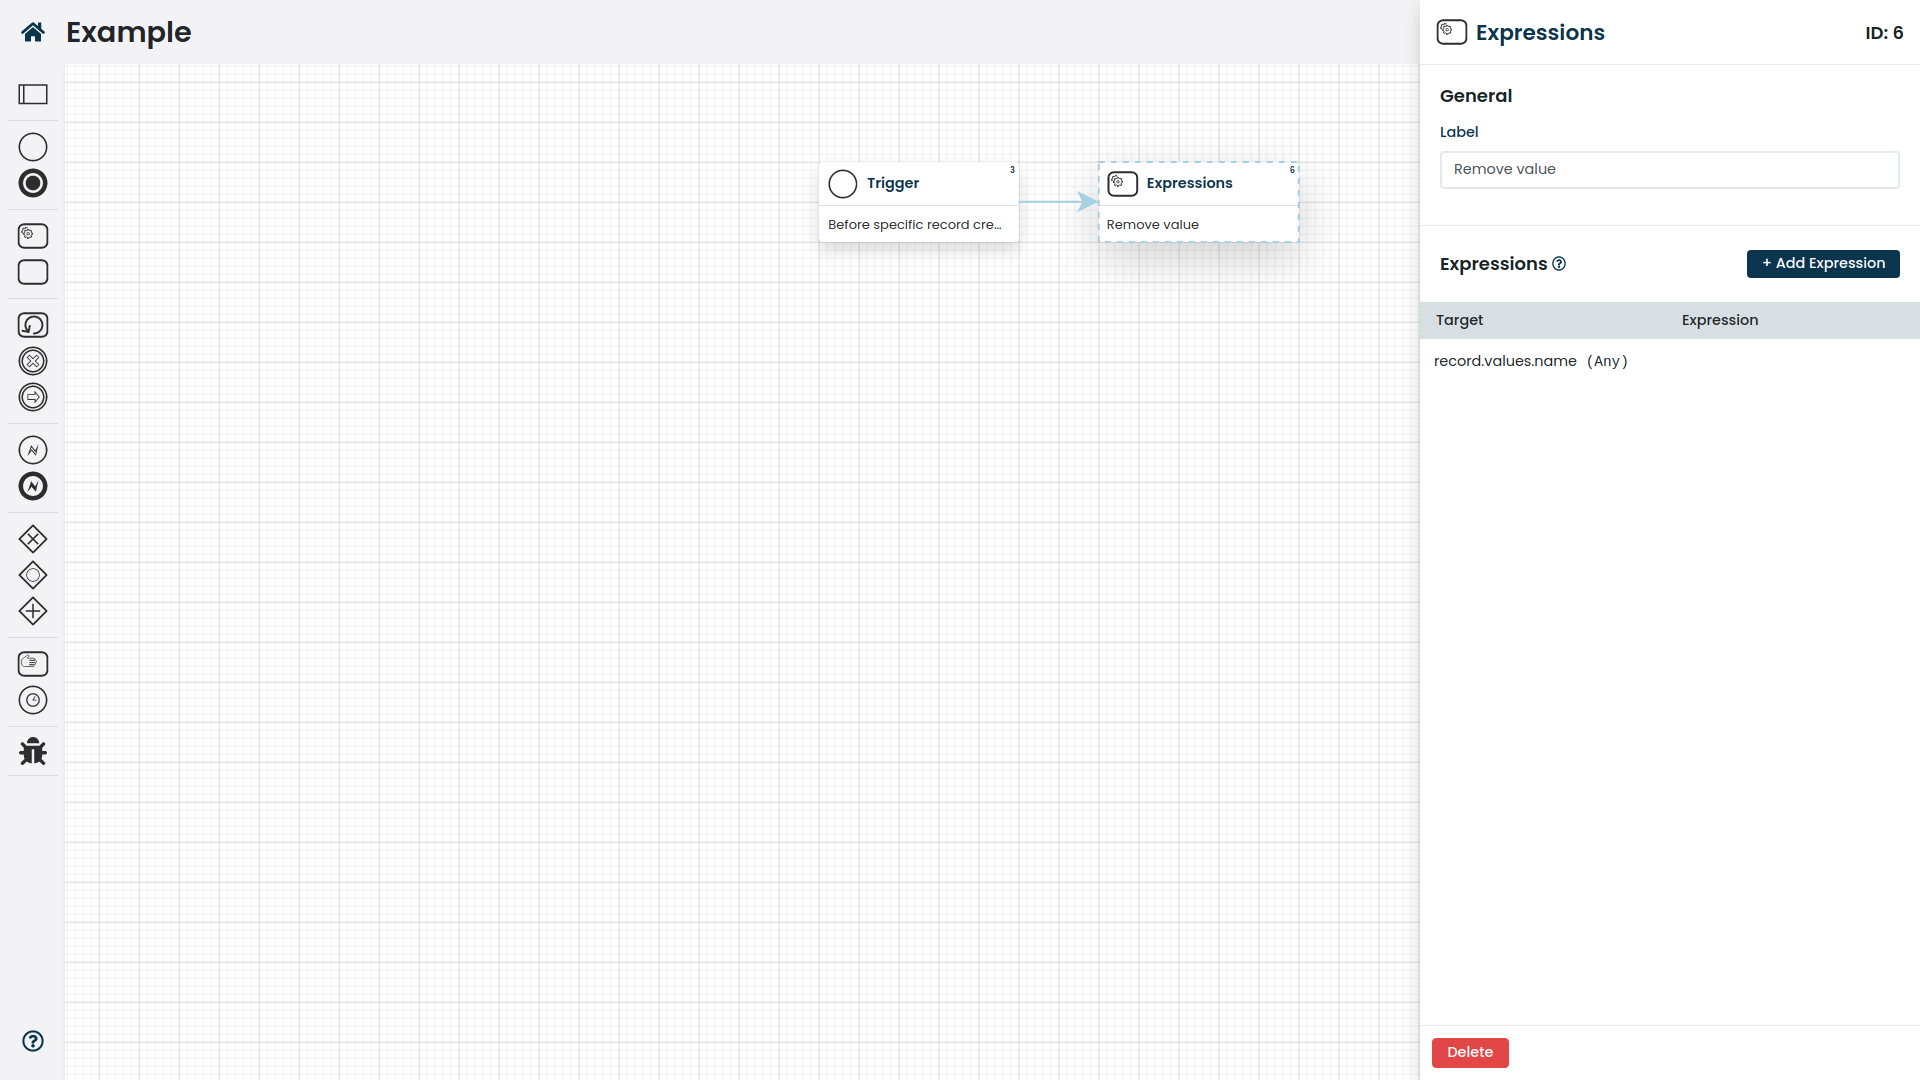 Example
Trigger
3
Before specific record cre...
Expressions
6
Remove value
Expressions
ID: 6
General
Label
Remove value
Expressions
+ Add Expression
Target
Expression
record.values.name (Any)
Delete